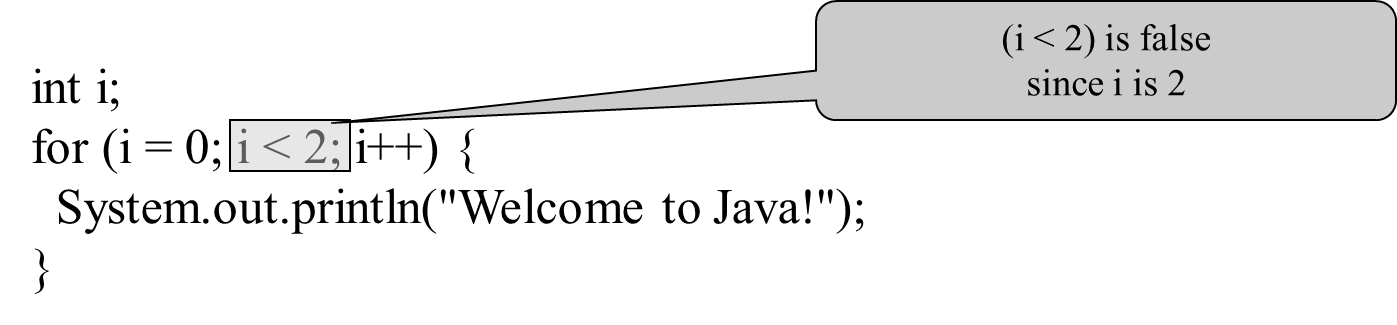 (i < 2) is false
since i is 2
int i;
for (i = 0; i < 2; i++) {
System.out.println("Welcome to Java!");
}